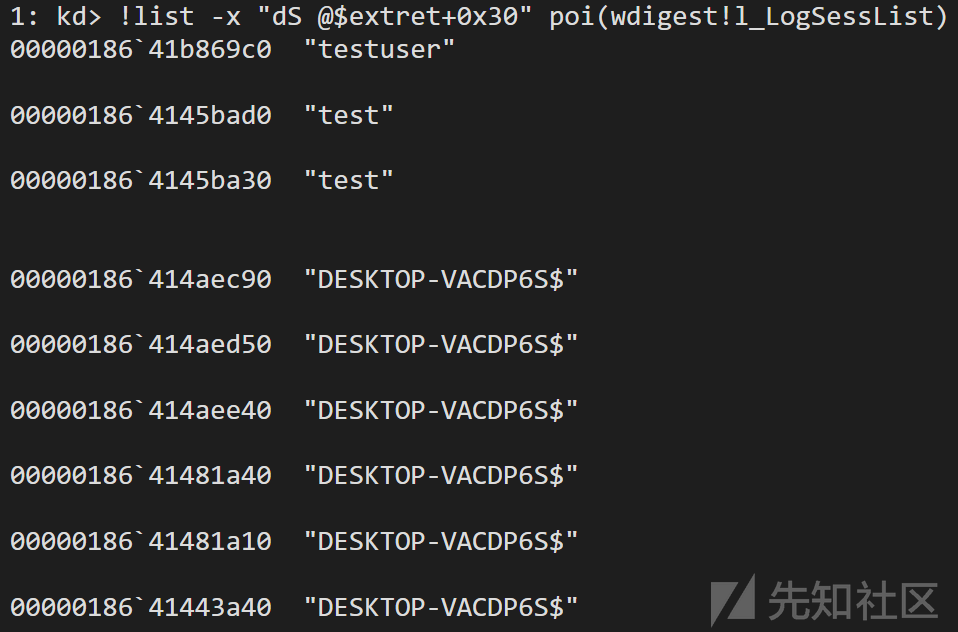 1: kd> !list -x "dS @$extret+0x30" poi(wdigest!l_LogSessList)
00000186`41b869c0  "testuser"
00000186`4145bad0  "test"
00000186`4145ba30  "test"
00000186`414aec90  "DESKTOP-VACDP6S$"
00000186`414aed50  "DESKTOP-VACDP6S$"
00000186`414aee40  "DESKTOP-VACDP6S$"
00000186`41481a40  "DESKTOP-VACDP6S$"
00000186`41481a10  "DESKTOP-VACDP6S$"
00000186`41443a40  "DESKTOP-VACDP6S$"
先知社区